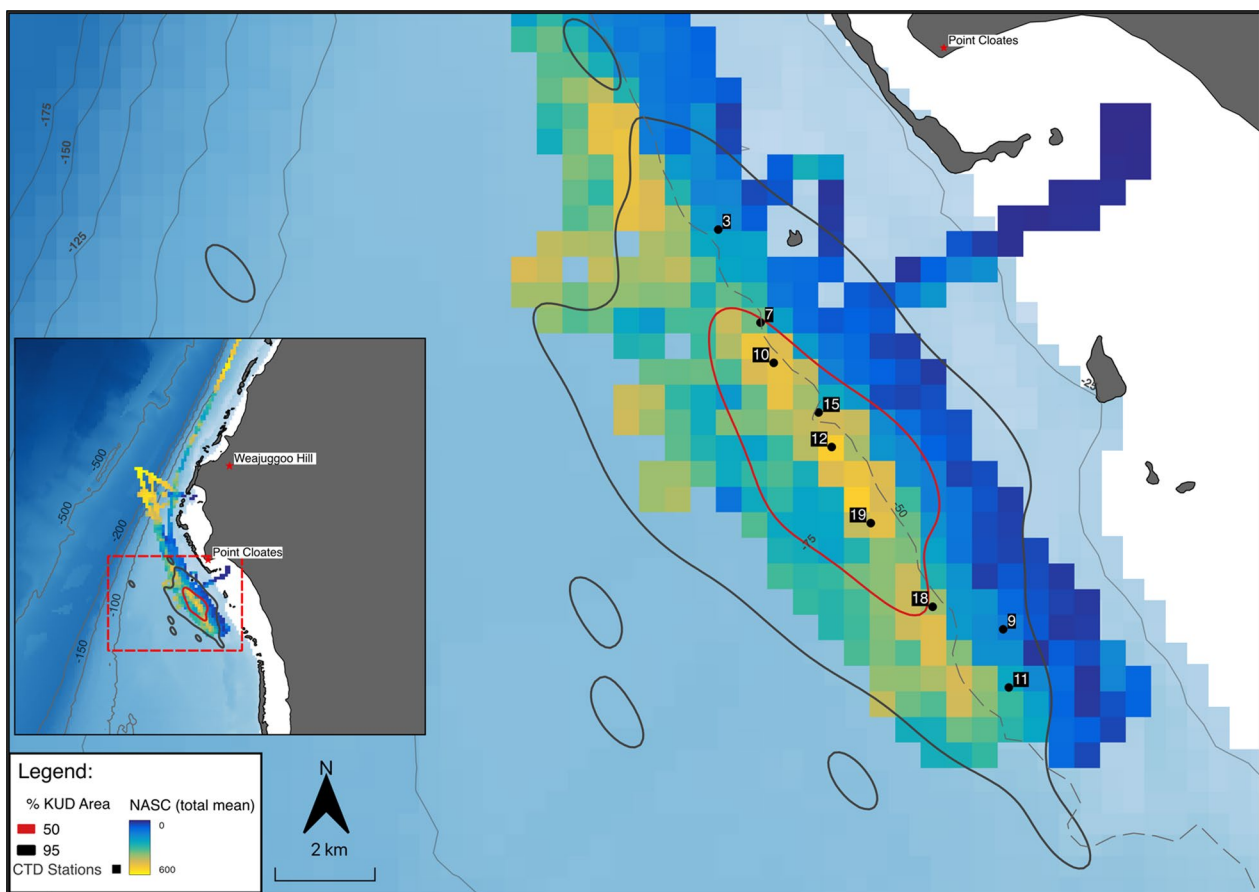 Point Cloates
-175
-150
-125
3
7
10
15
12
19
-50
-75
18
9
11
-25
Weajuggoo Hill
-500
-500
-200
Point Cloates
-100
-150
Legend:
% KUD Area
50
95
CTD Stations
NASC (total mean)
0
600
N
2 km